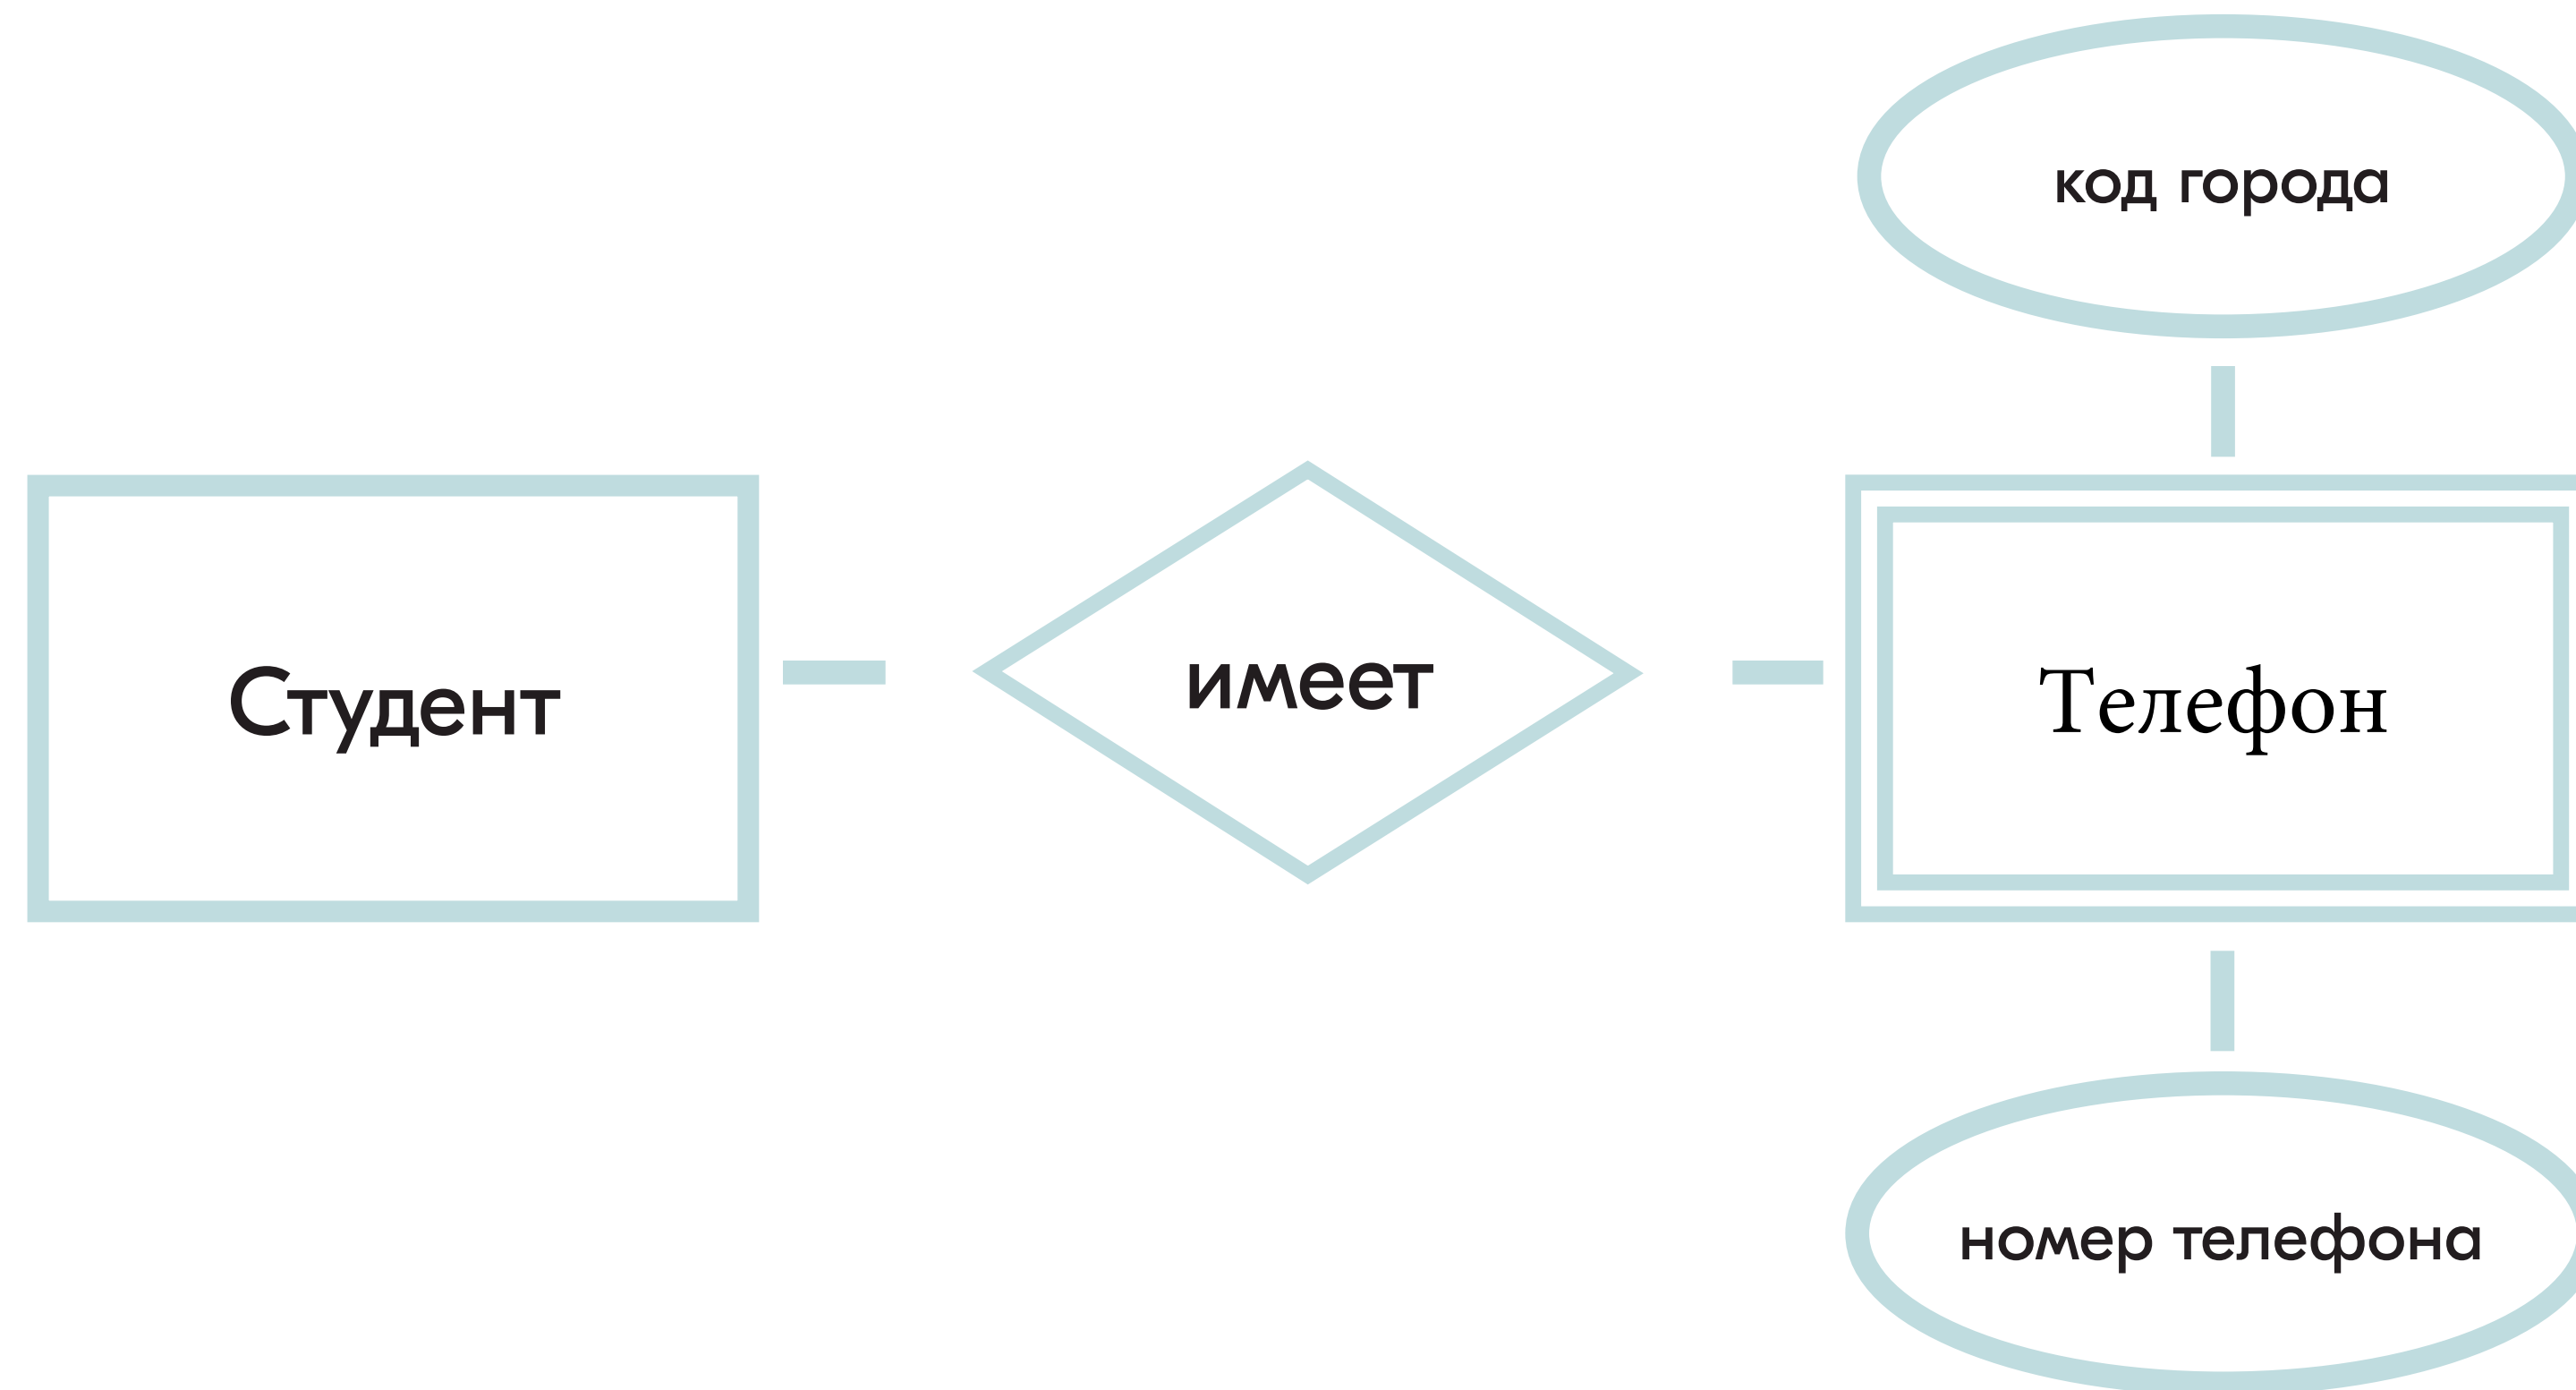 код города
Студент
имеет
Телефон
номер телефона